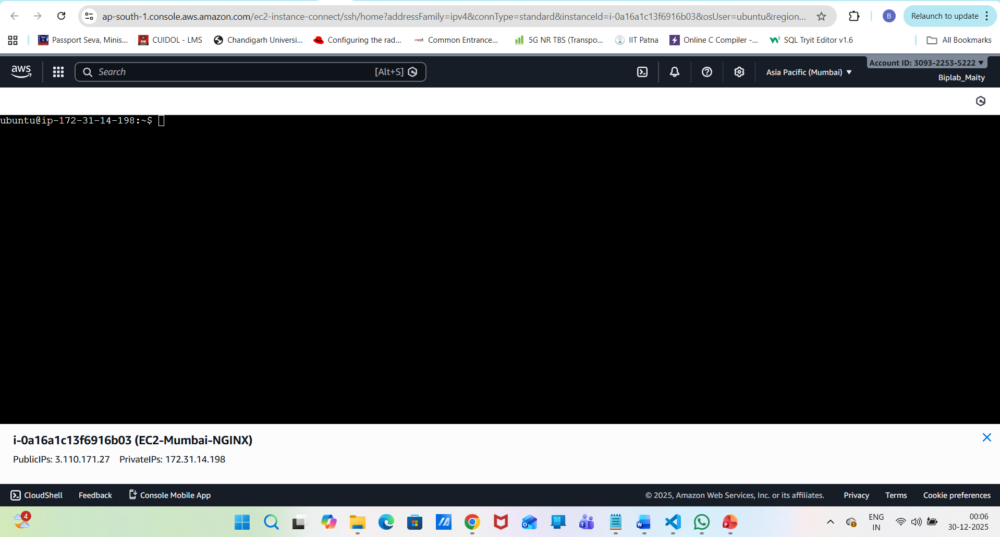 ap-south-1.console.aws.amazon.com/ec2-instance-connect/ssh/home?addressFamily=ipv4&connType=standard&instanceId=i-0a16a1c13f6916b03&osUser=ubuntu&region...
B
Relaunch to update
Passport Seva, Minis...
CUIDOL - LMS
Chandigarh Universi...
Configuring the rad...
Common Entrance...
5G NR TBS (Transpo...
IIT Patna
Online C Compiler -...
SQL Tryit Editor v1.6
All Bookmarks
aws
Search
[Alt+S]
Asia Pacific (Mumbai)
Account ID: 3093-2253-5222
Biplab_Maity
ubuntu@ip-172-31-14-198:~$
i-0a16a1c13f6916b03 (EC2-Mumbai-NGINX)
PublicIPs: 3.110.171.27 PrivateIPs: 172.31.14.198
CloudShell
Feedback
Console Mobile App
© 2025, Amazon Web Services, Inc. or its affiliates.
Privacy
Terms
Cookie preferences
4
ENG
IN
00:06
30-12-2025